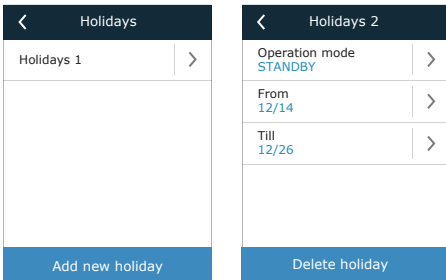 Holidays
Holidays 1
Add new holiday
Holidays 2
Operation mode
STANDBY
From
12/14
Till
12/26
Delete holiday